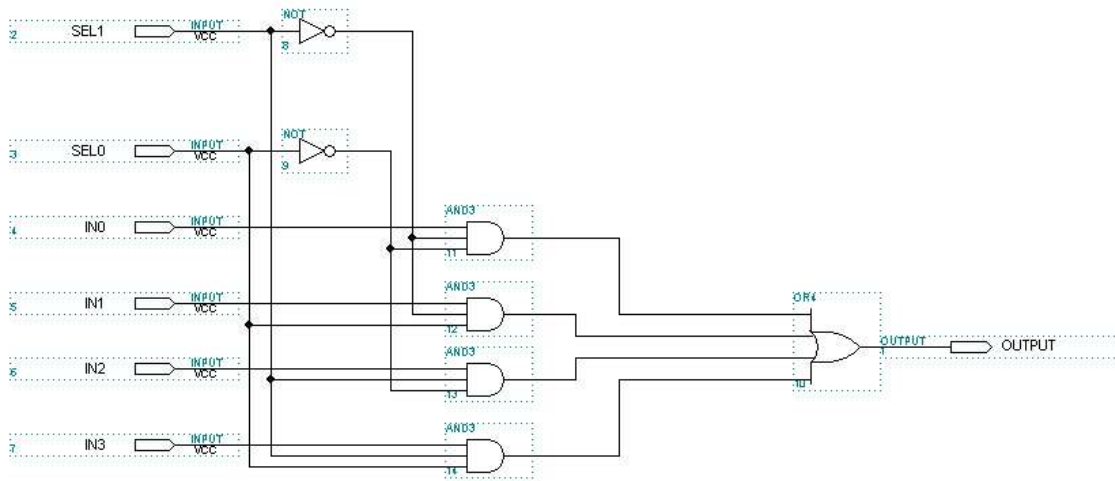 2 SEL1 INPUT VCC NOT 8
3 SEL0 INPUT VCC NOT 9
4 IN0 INPUT VCC AND3 11
5 IN1 INPUT VCC AND3 12
OR4 10 OUTPUT 1 OUTPUT
6 IN2 INPUT VCC AND3 13
7 IN3 INPUT VCC AND3 14